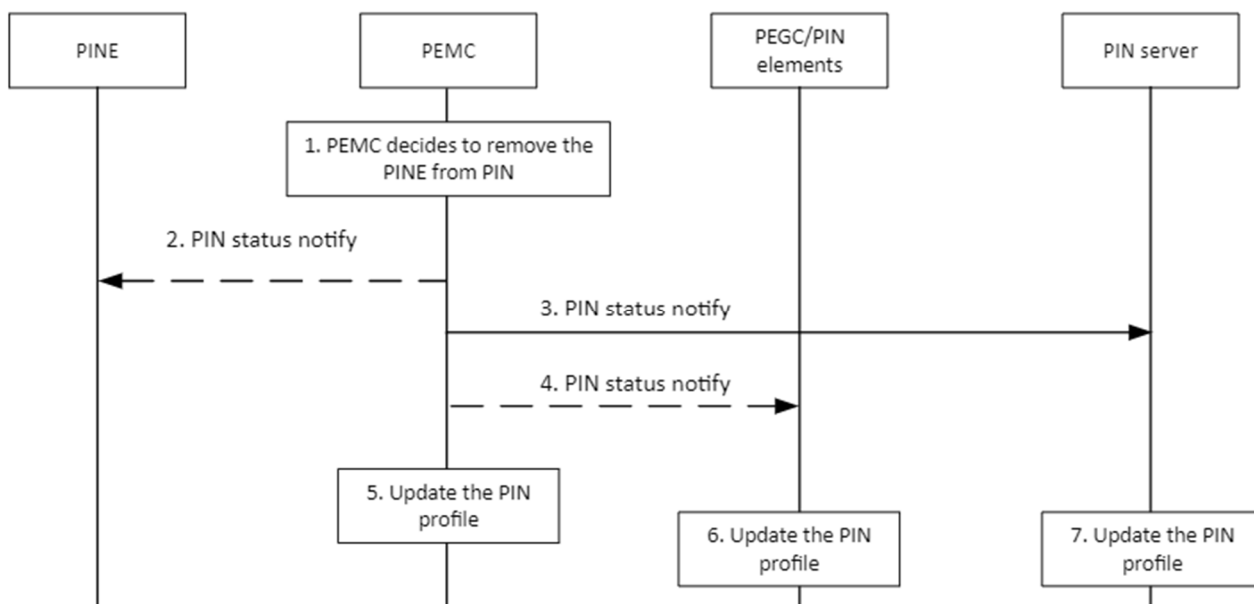 PINE
PEMC
PEGC/PIN
elements
PIN server
1. PEMC decides to remove the
PINE from PIN
2. PIN status notify
3. PIN status notify
4. PIN status notify
5. Update the PIN
profile
6. Update the PIN
profile
7. Update the PIN
profile